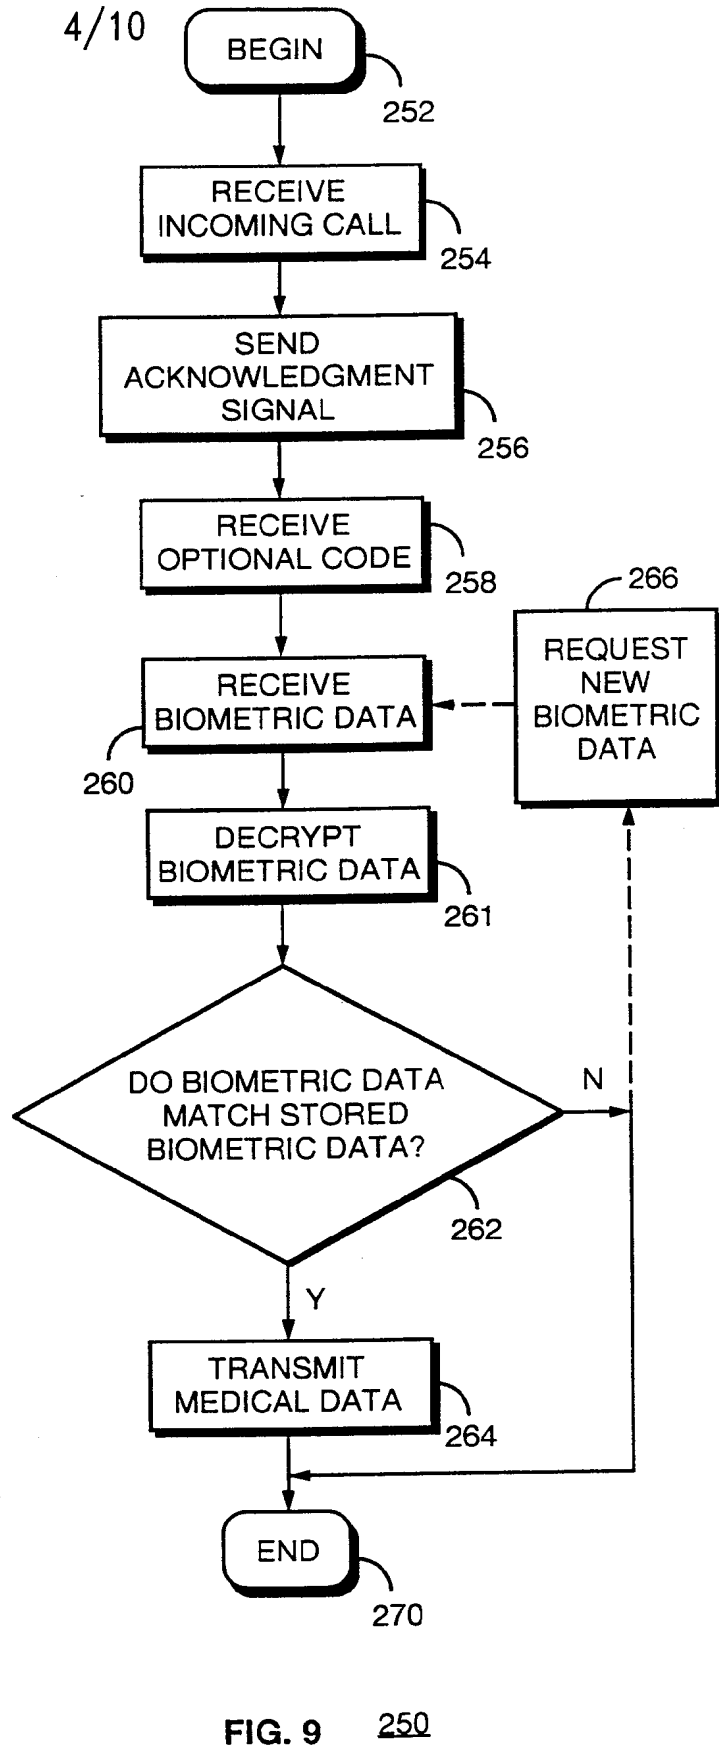 4/10
BEGIN
252
RECEIVE
INCOMING CALL
254
SEND
ACKNOWLEDGMENT
SIGNAL
256
RECEIVE
OPTIONAL CODE
258
266
REQUEST
NEW
BIOMETRIC
DATA
RECEIVE
BIOMETRIC DATA
260
DECRYPT
BIOMETRIC DATA
261
DO BIOMETRIC DATA
MATCH STORED
BIOMETRIC DATA?
N
262
Y
TRANSMIT
MEDICAL DATA
264
END
270
FIG. 9 250